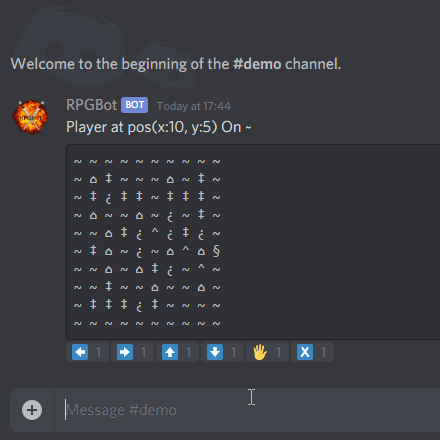 Welcome to the beginning of the #demo channel.
RPGBot BOT Today at 17:44
Player at pos(x:10, y:5) On ~
~ ~ ~ ~ ~ ~ ~ ~ ~ ~
~ ⌂ ‡ ~ ~ ~ ⌂ ~ ‡ ~
~ ‡ ¿ ‡ ‡ ~ ‡ ‡ ‡ ~
~ ⌂ ~ ~ ⌂ ~ ¿ ~ ‡ ~
~ ~ ⌂ ‡ ¿ ^ ¿ ‡ ¿ ~
~ ‡ ⌂ ~ ¿ ~ ⌂ ^ ⌂ §
~ ~ ⌂ ~ ⌂ ‡ ¿ ~ ^ ~
~ ~ ‡ ~ ~ ⌂ ~ ~ ⌂ ~
~ ‡ ‡ ‡ ¿ ‡ ~ ~ ~ ~
~ ~ ~ ~ ~ ~ ~ ~ ~ ~
⬅ 1 ➡ 1 ⬆ 1 ⬇ 1 🖐 1 X 1
Message #demo